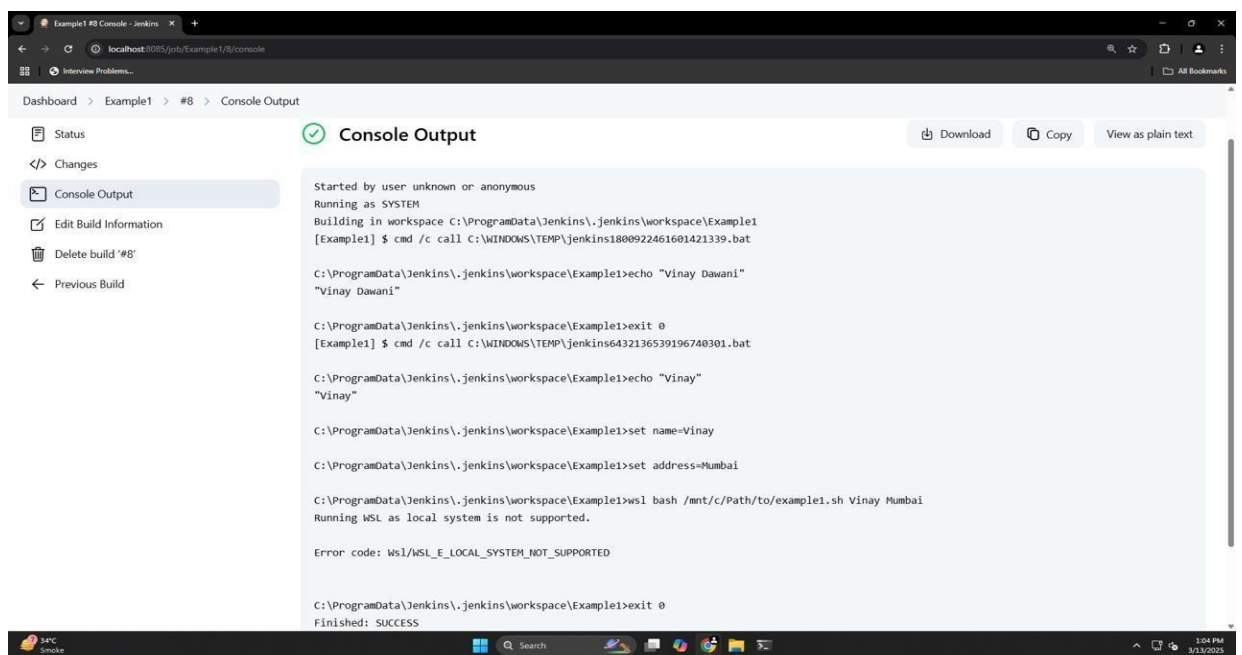 Example1 #8 Console - Jenkins
localhost:8085/job/Example1/8/console
Interview Problems...
All Bookmarks
Dashboard > Example1 > #8 > Console Output
Status
Changes
Console Output
Edit Build Information
Delete build '#8'
Previous Build
Console Output
Download
Copy
View as plain text
Started by user unknown or anonymous
Running as SYSTEM
Building in workspace C:\ProgramData\Jenkins\.jenkins\workspace\Example1
[Example1] $ cmd /c call C:\WINDOWS\TEMP\jenkins1800922461601421339.bat
C:\ProgramData\Jenkins\.jenkins\workspace\Example1>echo "Vinay Dawani"
"Vinay Dawani"
C:\ProgramData\Jenkins\.jenkins\workspace\Example1>exit 0
[Example1] $ cmd /c call C:\WINDOWS\TEMP\jenkins6432136539196740301.bat
C:\ProgramData\Jenkins\.jenkins\workspace\Example1>echo "Vinay"
"Vinay"
C:\ProgramData\Jenkins\.jenkins\workspace\Example1>set name=Vinay
C:\ProgramData\Jenkins\.jenkins\workspace\Example1>set address=Mumbai
C:\ProgramData\Jenkins\.jenkins\workspace\Example1>wsl bash /mnt/c/Path/to/example1.sh Vinay Mumbai
Running WSL as local system is not supported.
Error code: Wsl/WSL_E_LOCAL_SYSTEM_NOT_SUPPORTED
C:\ProgramData\Jenkins\.jenkins\workspace\Example1>exit 0
Finished: SUCCESS
34°C
Smoke
Search
1:04 PM
3/13/2025